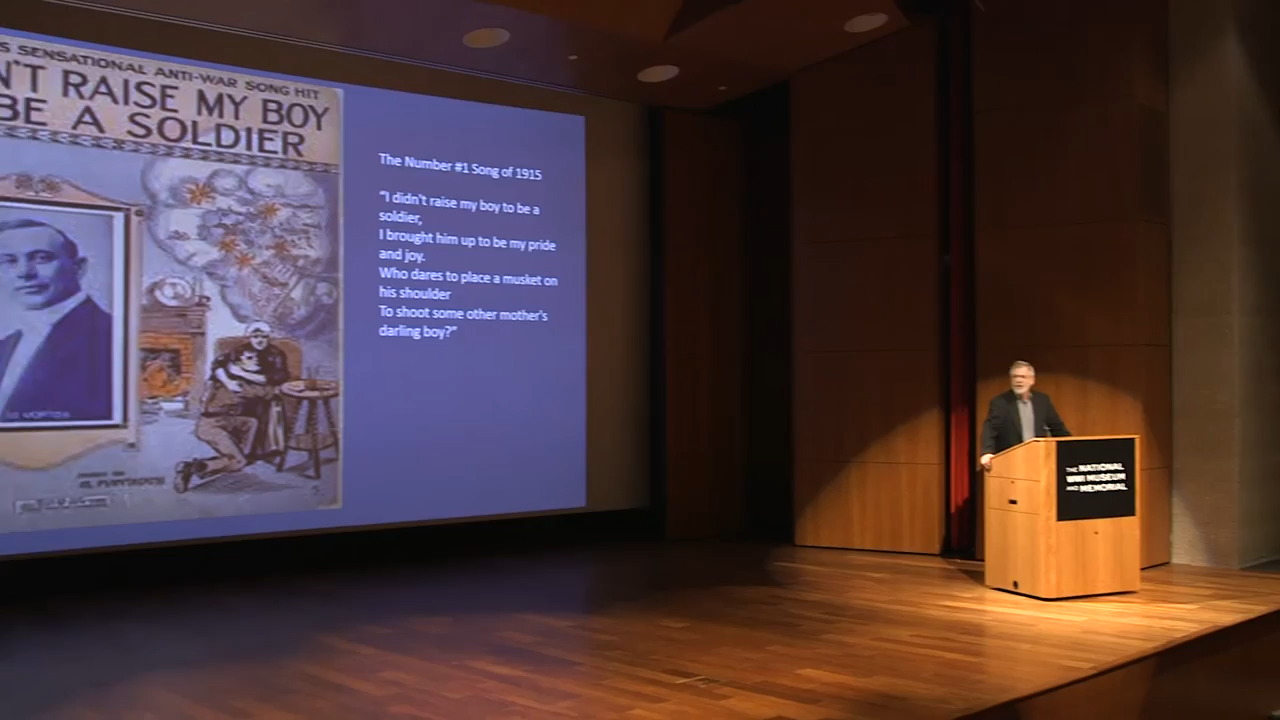 S SENSATIONAL ANTI-WAR SONG HIT
N'T RAISE MY BOY
BE A SOLDIER
MORTON
The Number #1 Song of 1915
“I didn't raise my boy to be a
soldier,
I brought him up to be my pride
and joy.
Who dares to place a musket on
his shoulder
To shoot some other mother's
darling boy?”
THE NATIONAL
WWI MUSEUM
AND MEMORIAL